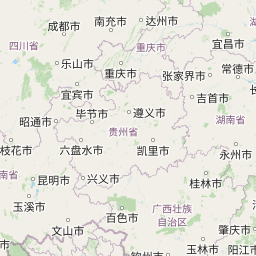 成都市
南充市
达州市
宜昌市
四川省
重庆市
乐山市
重庆市
张家界市
常德市
宜宾市
吉首市
昭通市
毕节市
遵义市
湖南省
贵州省
枝花市
六盘水市
凯里市
永州市
南省
昆明市
兴义市
桂林市
玉溪市
百色市
广西壮族
自治区
文山市
肇庆市
钦州市
玉林市
阳江市